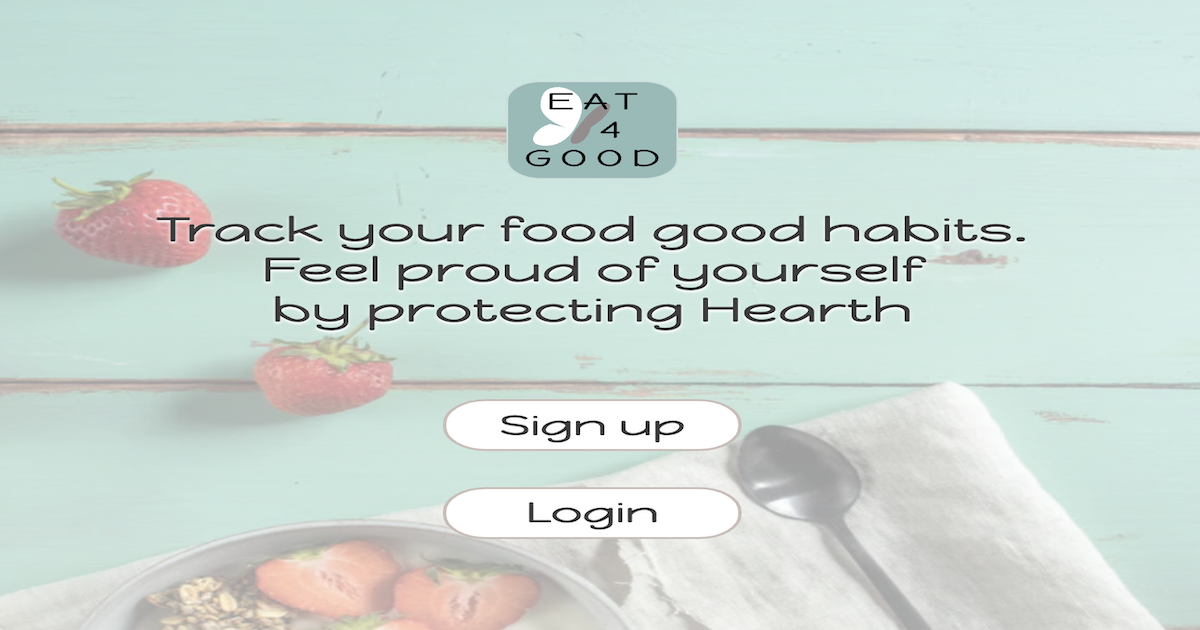 EAT
4
GOOD
Track your food good habits.
Feel proud of yourself
by protecting Hearth
Sign up
Login